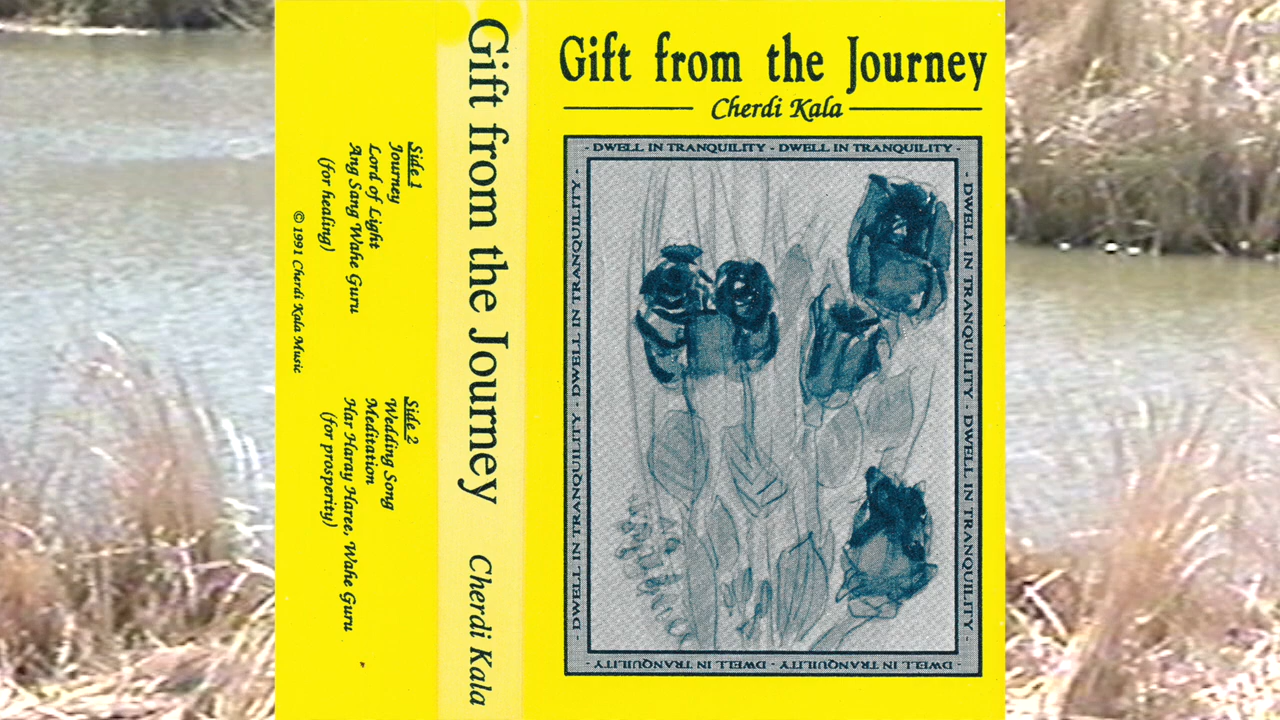 Gift from the Journey
Cherdi Kala
- DWELL IN TRANQUILITY - DWELL IN TRANQUILITY -
- DWELL IN TRANQUILITY - DWELL IN TRANQUILITY -
- DWELL IN TRANQUILITY - DWELL IN TRANQUILITY -
- DWELL IN TRANQUILITY - DWELL IN TRANQUILITY - DWELL IN TRANQUILITY -
Gift from the Journey Cherdi Kala
Side 1
Journey
Lord of Light
Ang Sang Wahe Guru
(for healing)
© 1991 Cherdi Kala Music
Side 2
Wedding Song
Meditation
Har Haray Haree, Wahe Guru
(for prosperity)